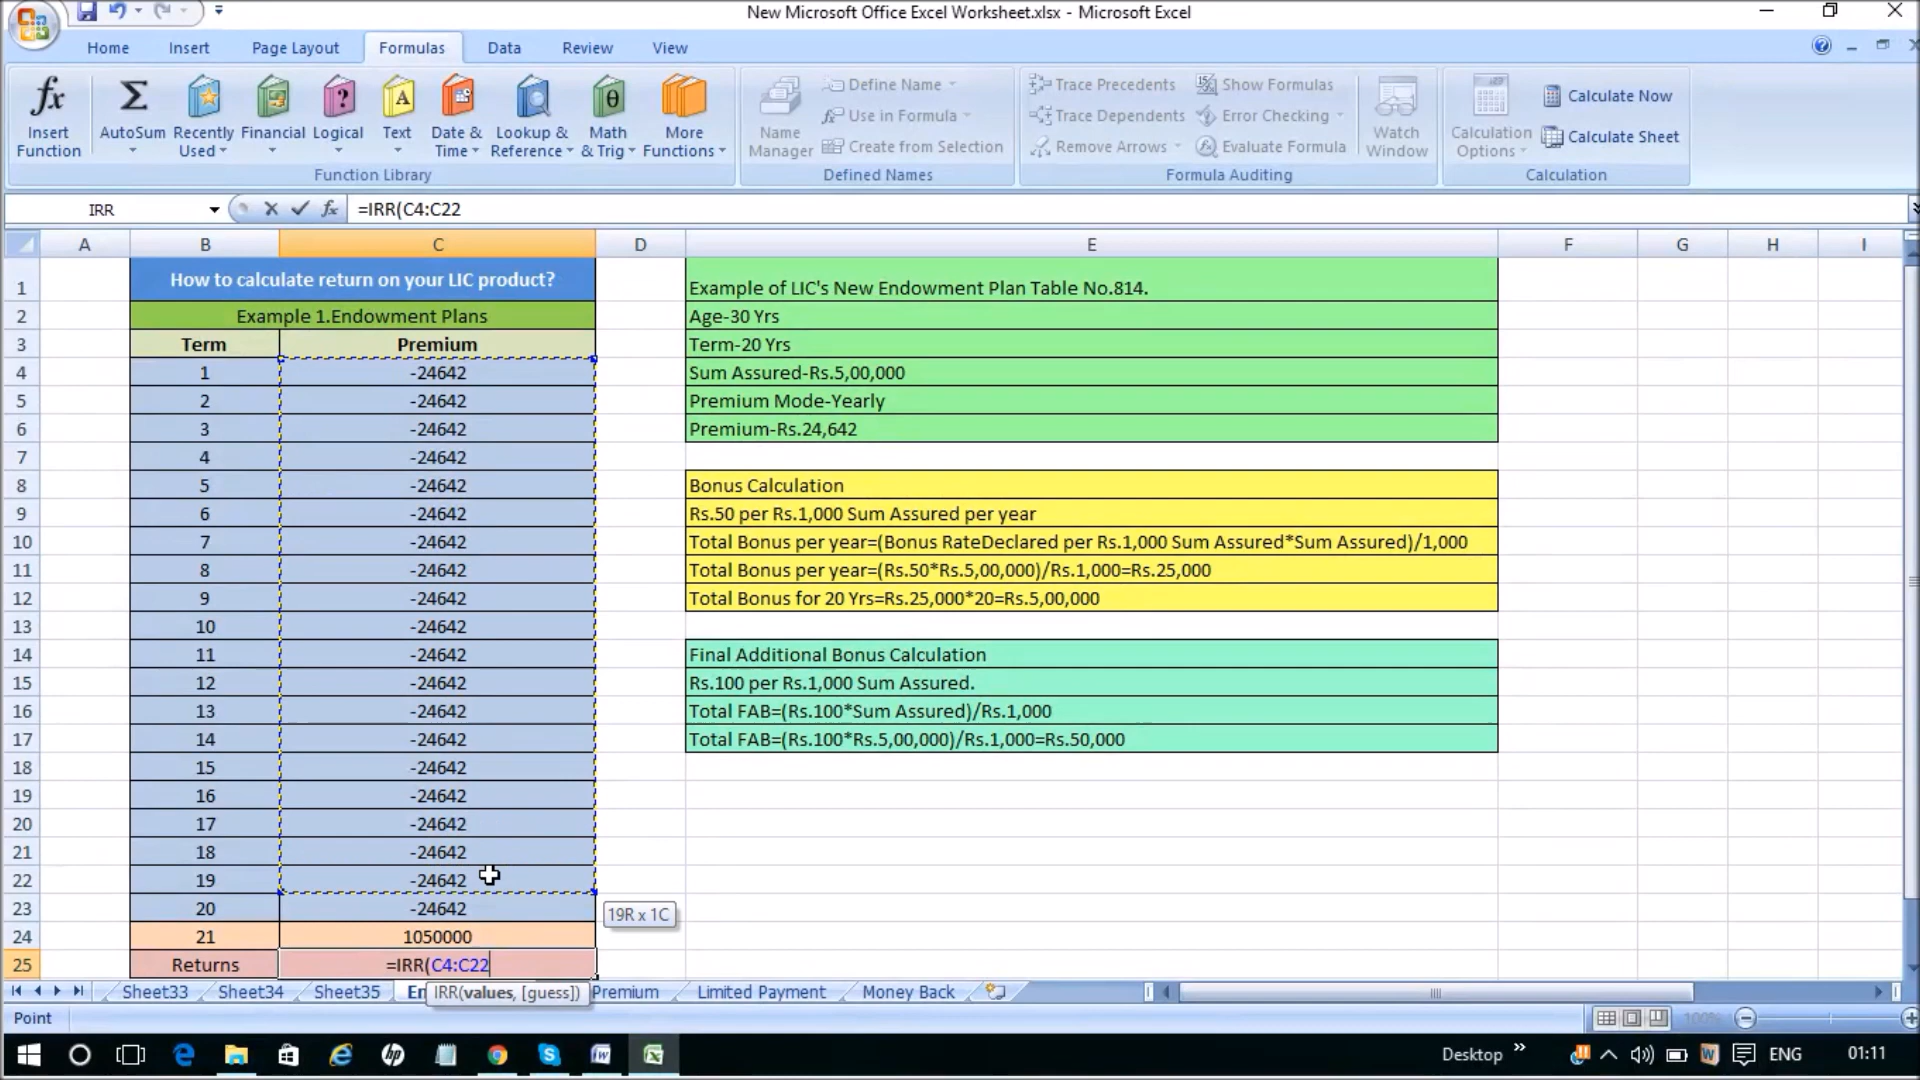 New Microsoft Office Excel Worksheet.xlsx - Microsoft Excel
Home Insert Page Layout Formulas Data Review View
fx Insert Function
Σ AutoSum
Recently Used
Financial
? Logical
A Text
Date & Time
Lookup & Reference
θ Math & Trig
More Functions
Function Library
Name Manager
Define Name
Use in Formula
Create from Selection
Defined Names
Trace Precedents
Trace Dependents
Remove Arrows
Show Formulas
Error Checking
Evaluate Formula
Watch Window
Formula Auditing
Calculation Options
Calculate Now
Calculate Sheet
Calculation
IRR fx =IRR(C4:C22
A B C D E F G H I
1 How to calculate return on your LIC product? Example of LIC's New Endowment Plan Table No.814.
2 Example 1.Endowment Plans Age-30 Yrs
3 Term Premium Term-20 Yrs
4 1 -24642 Sum Assured-Rs.5,00,000
5 2 -24642 Premium Mode-Yearly
6 3 -24642 Premium-Rs.24,642
7 4 -24642
8 5 -24642 Bonus Calculation
9 6 -24642 Rs.50 per Rs.1,000 Sum Assured per year
10 7 -24642 Total Bonus per year=(Bonus RateDeclared per Rs.1,000 Sum Assured*Sum Assured)/1,000
11 8 -24642 Total Bonus per year=(Rs.50*Rs.5,00,000)/Rs.1,000=Rs.25,000
12 9 -24642 Total Bonus for 20 Yrs=Rs.25,000*20=Rs.5,00,000
13 10 -24642
14 11 -24642 Final Additional Bonus Calculation
15 12 -24642 Rs.100 per Rs.1,000 Sum Assured.
16 13 -24642 Total FAB=(Rs.100*Sum Assured)/Rs.1,000
17 14 -24642 Total FAB=(Rs.100*Rs.5,00,000)/Rs.1,000=Rs.50,000
18 15 -24642
19 16 -24642
20 17 -24642
21 18 -24642
22 19 -24642
23 20 -24642 19R x 1C
24 21 1050000
25 Returns =IRR(C4:C22
Sheet33 Sheet34 Sheet35 En IRR(values, [guess]) Premium Limited Payment Money Back
Point 100%
Desktop » ENG 01:11